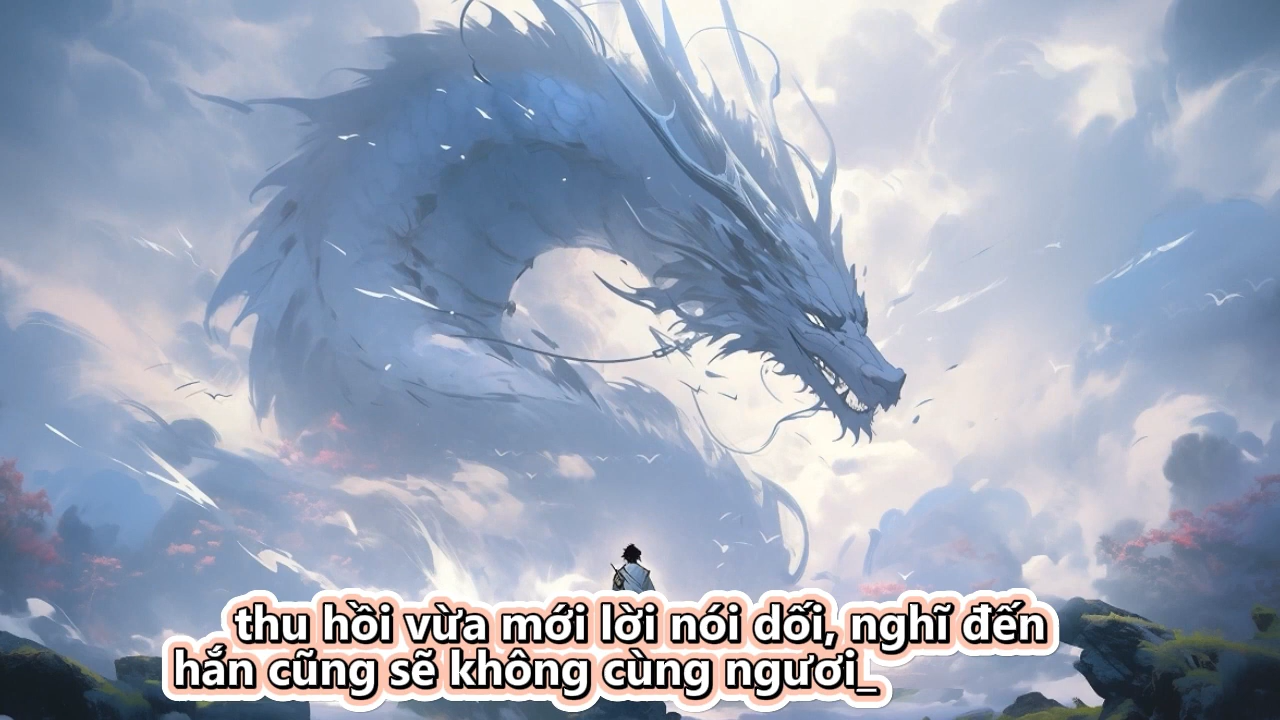 thu hồi vừa mới lời nói dối, nghĩ đến
hắn cũng sẽ không cùng ngươi_